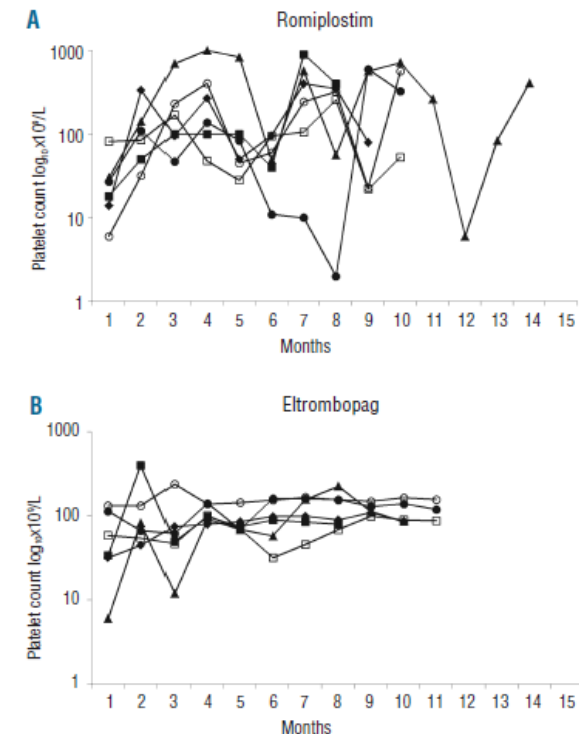 A
Romiplostim
Platelet count log₁₀x10⁹/L
1000
100
10
1
1 2 3 4 5 6 7 8 9 10 11 12 13 14 15
Months
B
Eltrombopag
Platelet count log₁₀x10⁹/L
1000
100
10
1
1 2 3 4 5 6 7 8 9 10 11 12 13 14 15
Months